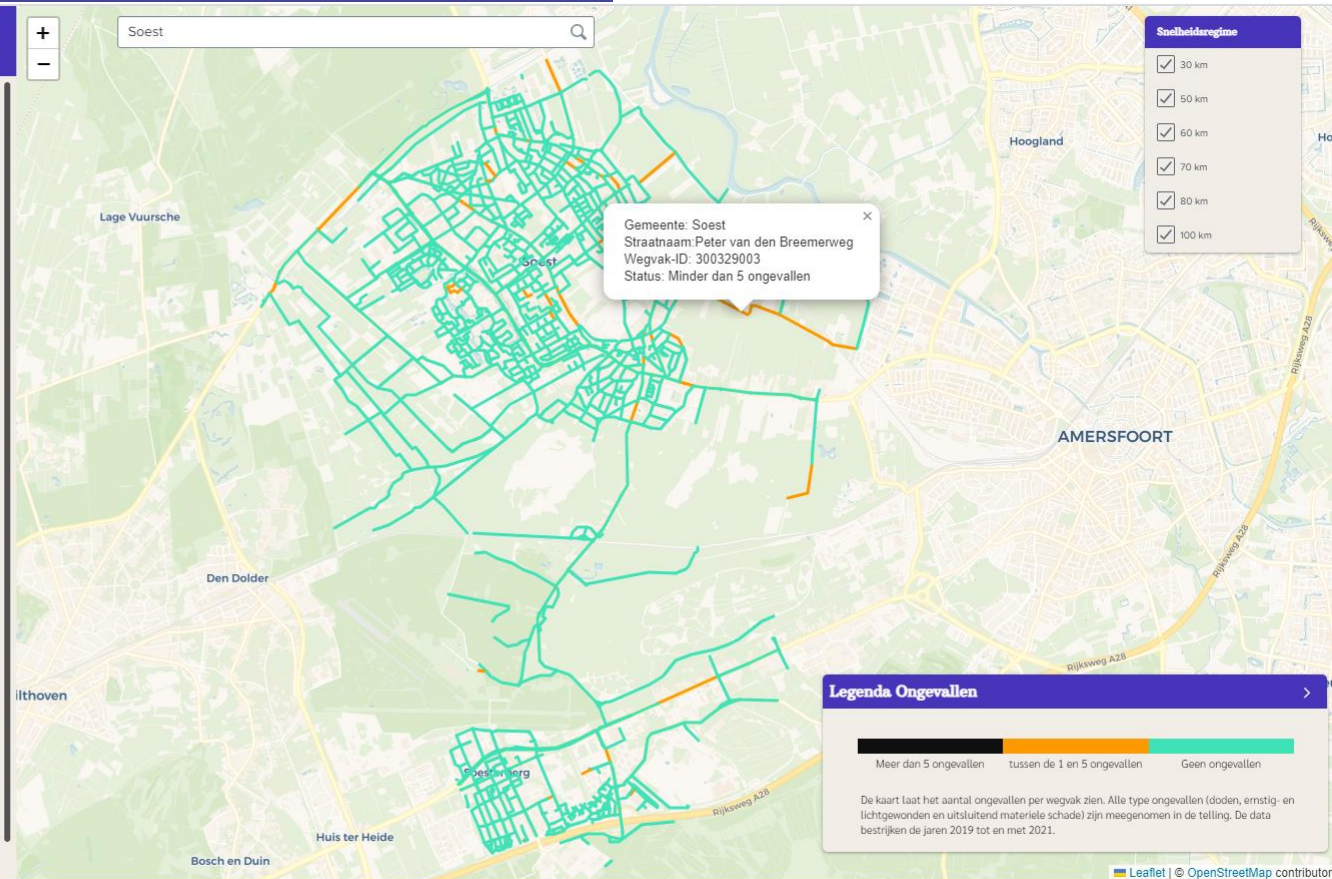 +
−
Soest
Snelheidsregime
30 km
50 km
60 km
70 km
80 km
100 km
Hoogland
Ho
Lage Vuursche
Rijksw
Gemeente: Soest
Straatnaam:Peter van den Breemerweg
Wegvak-ID: 300329003
Status: Minder dan 5 ongevallen
×
Soest
Rijksweg A28
AMERSFOORT
Rijksweg A28
Den Dolder
Rijksweg A28
ilthoven
Soesterberg
Rijksweg A28
Huis ter Heide
Bosch en Duin
Legenda Ongevallen
Meer dan 5 ongevallen
tussen de 1 en 5 ongevallen
Geen ongevallen
De kaart laat het aantal ongevallen per wegvak zien. Alle type ongevallen (doden, ernstig- en
lichtgewonden en uitsluitend materiele schade) zijn meegenomen in de telling. De data
bestrijken de jaren 2019 tot en met 2021.
Leaflet | © OpenStreetMap contributor